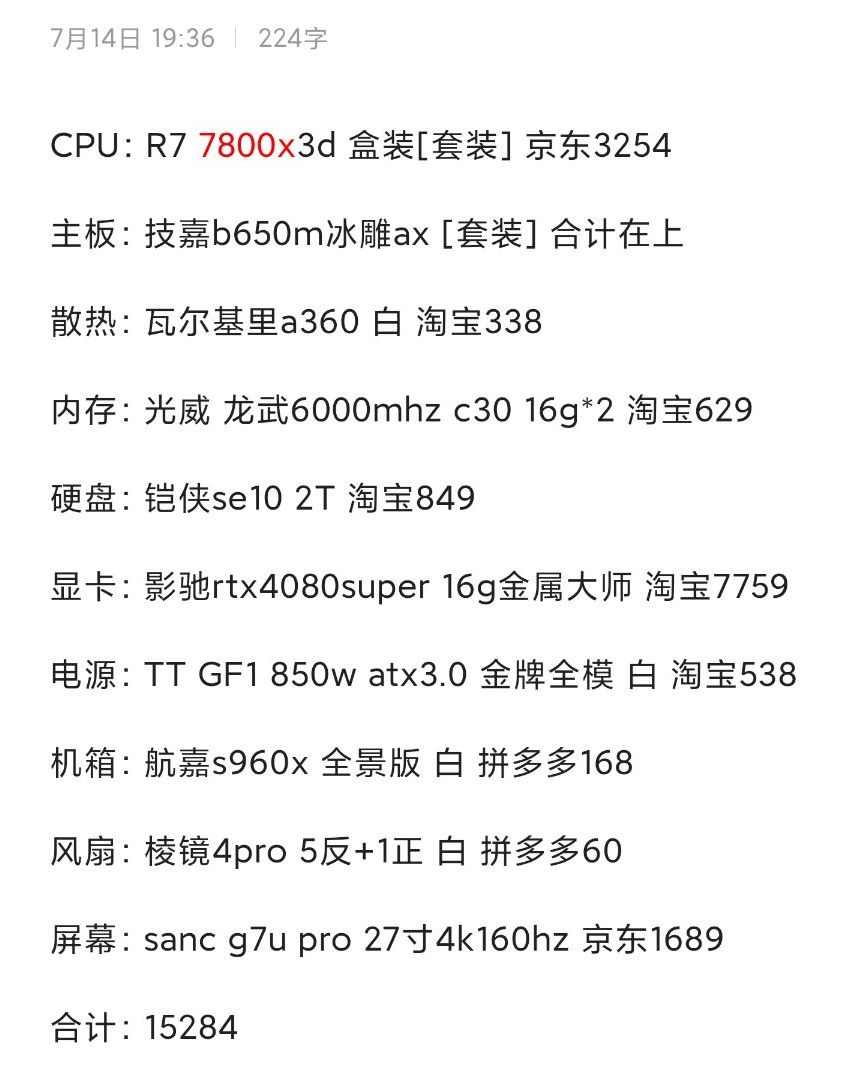 7月14日 19:36 | 224字
CPU: R7 7800x3d 盒装[套装] 京东3254
主板: 技嘉b650m冰雕ax [套装] 合计在上
散热: 瓦尔基里a360 白 淘宝338
内存: 光威 龙武6000mhz c30 16g*2 淘宝629
硬盘: 铠侠se10 2T 淘宝849
显卡: 影驰rtx4080super 16g金属大师 淘宝7759
电源: TT GF1 850w atx3.0 金牌全模 白 淘宝538
机箱: 航嘉s960x 全景版 白 拼多多168
风扇: 棱镜4pro 5反+1正 白 拼多多60
屏幕: sanc g7u pro 27寸4k160hz 京东1689
合计: 15284